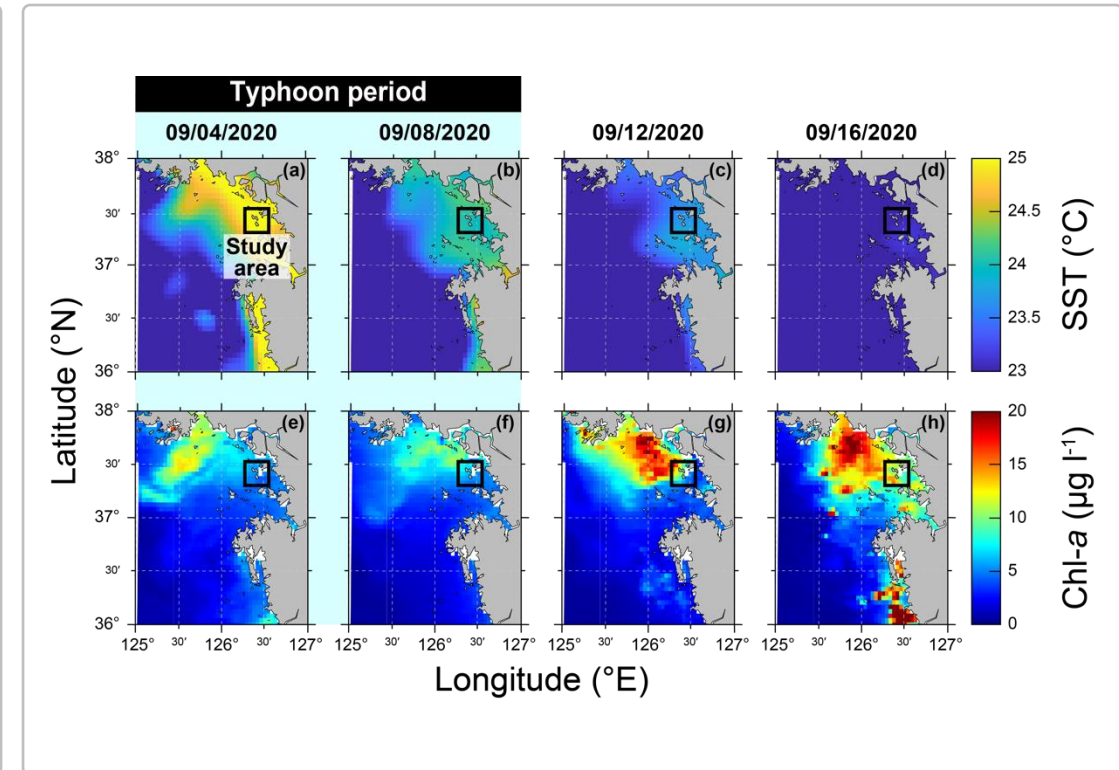 Typhoon period
09/04/2020 09/08/2020 09/12/2020 09/16/2020
38° (a) (b) (c) (d) 25
30' 24.5
Study
area
37° 24
30' 23.5
36° 23
SST (°C)
Latitude (°N)
38° (e) (f) (g) (h) 20
30' 15
37° 10
30' 5
36° 0
Chl-a (µg l⁻¹)
125° 30' 126° 30' 127° 125° 30' 126° 30' 127° 125° 30' 126° 30' 127° 125° 30' 126° 30' 127°
Longitude (°E)